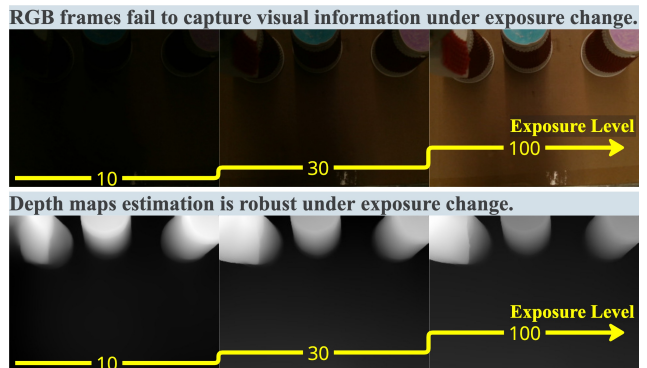 RGB frames fail to capture visual information under exposure change.
Exposure Level
10 30 100
Depth maps estimation is robust under exposure change.
Exposure Level
10 30 100